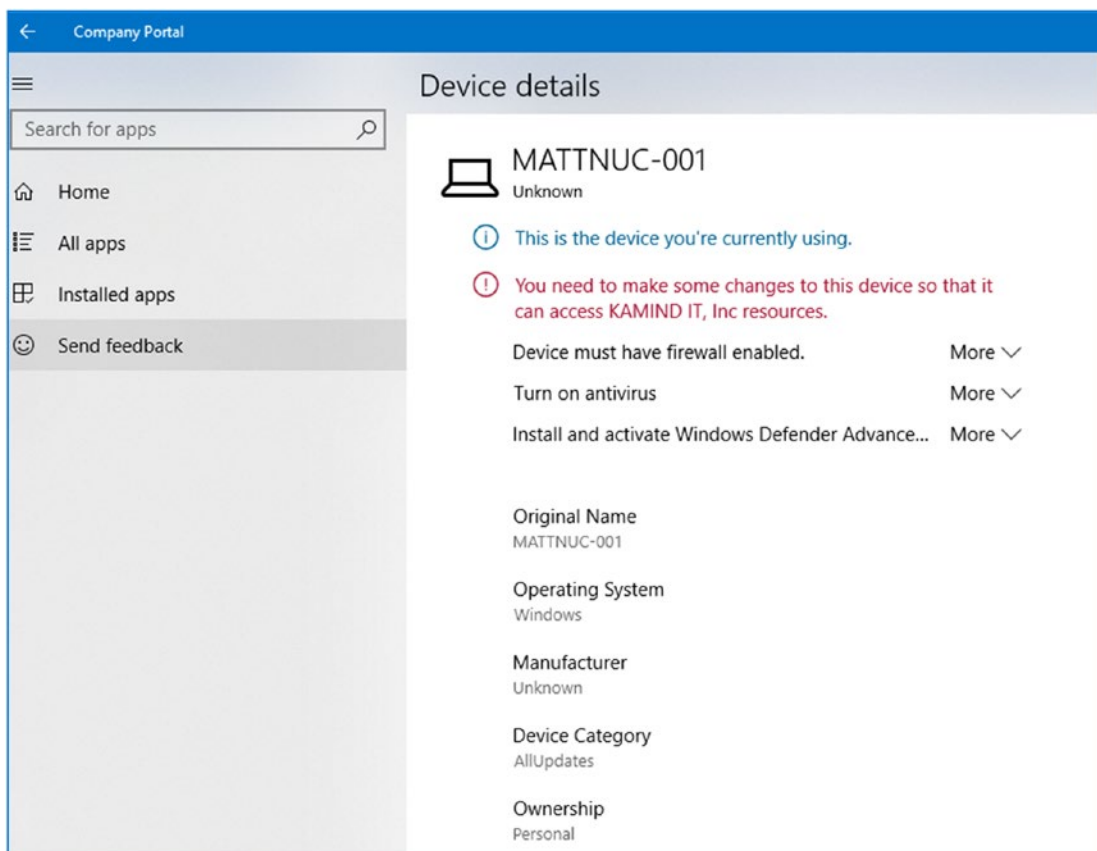 Company Portal
Search for apps
Home
All apps
Installed apps
Send feedback
Device details
MATTNUC-001
Unknown
This is the device you're currently using.
You need to make some changes to this device so that it
can access KAMIND IT, Inc resources.
Device must have firewall enabled. More
Turn on antivirus More
Install and activate Windows Defender Advance... More
Original Name
MATTNUC-001
Operating System
Windows
Manufacturer
Unknown
Device Category
AllUpdates
Ownership
Personal